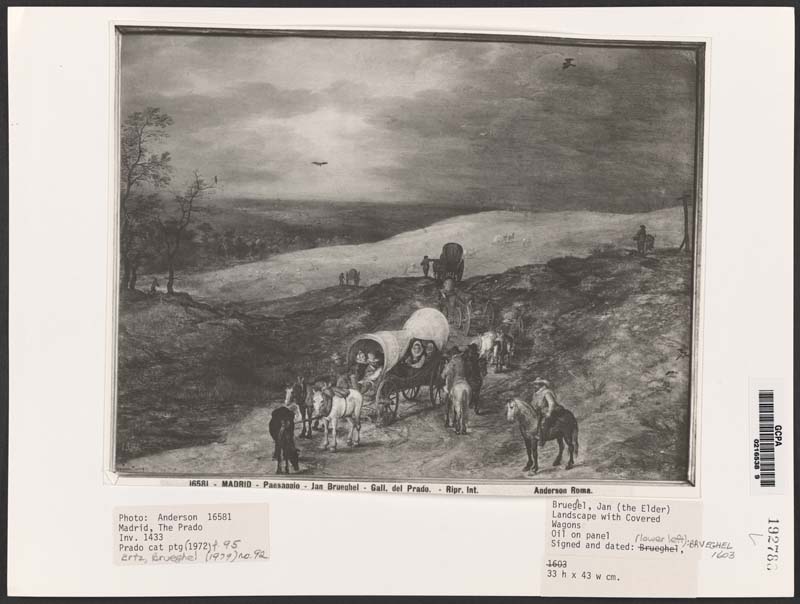 16581 - MADRID - Paesaggio - Jan Brueghel - Gall. del Prado. - Ripr. Int. Anderson Roma.
Photo: Anderson 16581
Madrid, The Prado
Inv. 1433
Prado cat ptg (1972) p. 95
Ertz, Brueghel (1979) no. 92
Bruegel, Jan (the Elder)
Landscape with Covered
Wagons
Oil on panel
Signed and dated: Brueghel, (lower left): BRUEGHEL
1603
1603
33 h x 43 w cm.
GCPA
0216538 9